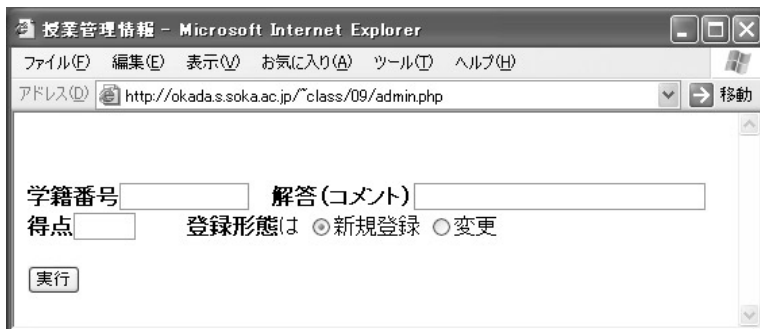 授業管理情報 - Microsoft Internet Explorer
ファイル(F) 編集(E) 表示(V) お気に入り(A) ツール(T) ヘルプ(H)
アドレス(D) http://okada.s.soka.ac.jp/~class/09/admin.php 移動
学籍番号 解答(コメント)
得点 登録形態は 新規登録 変更
実行